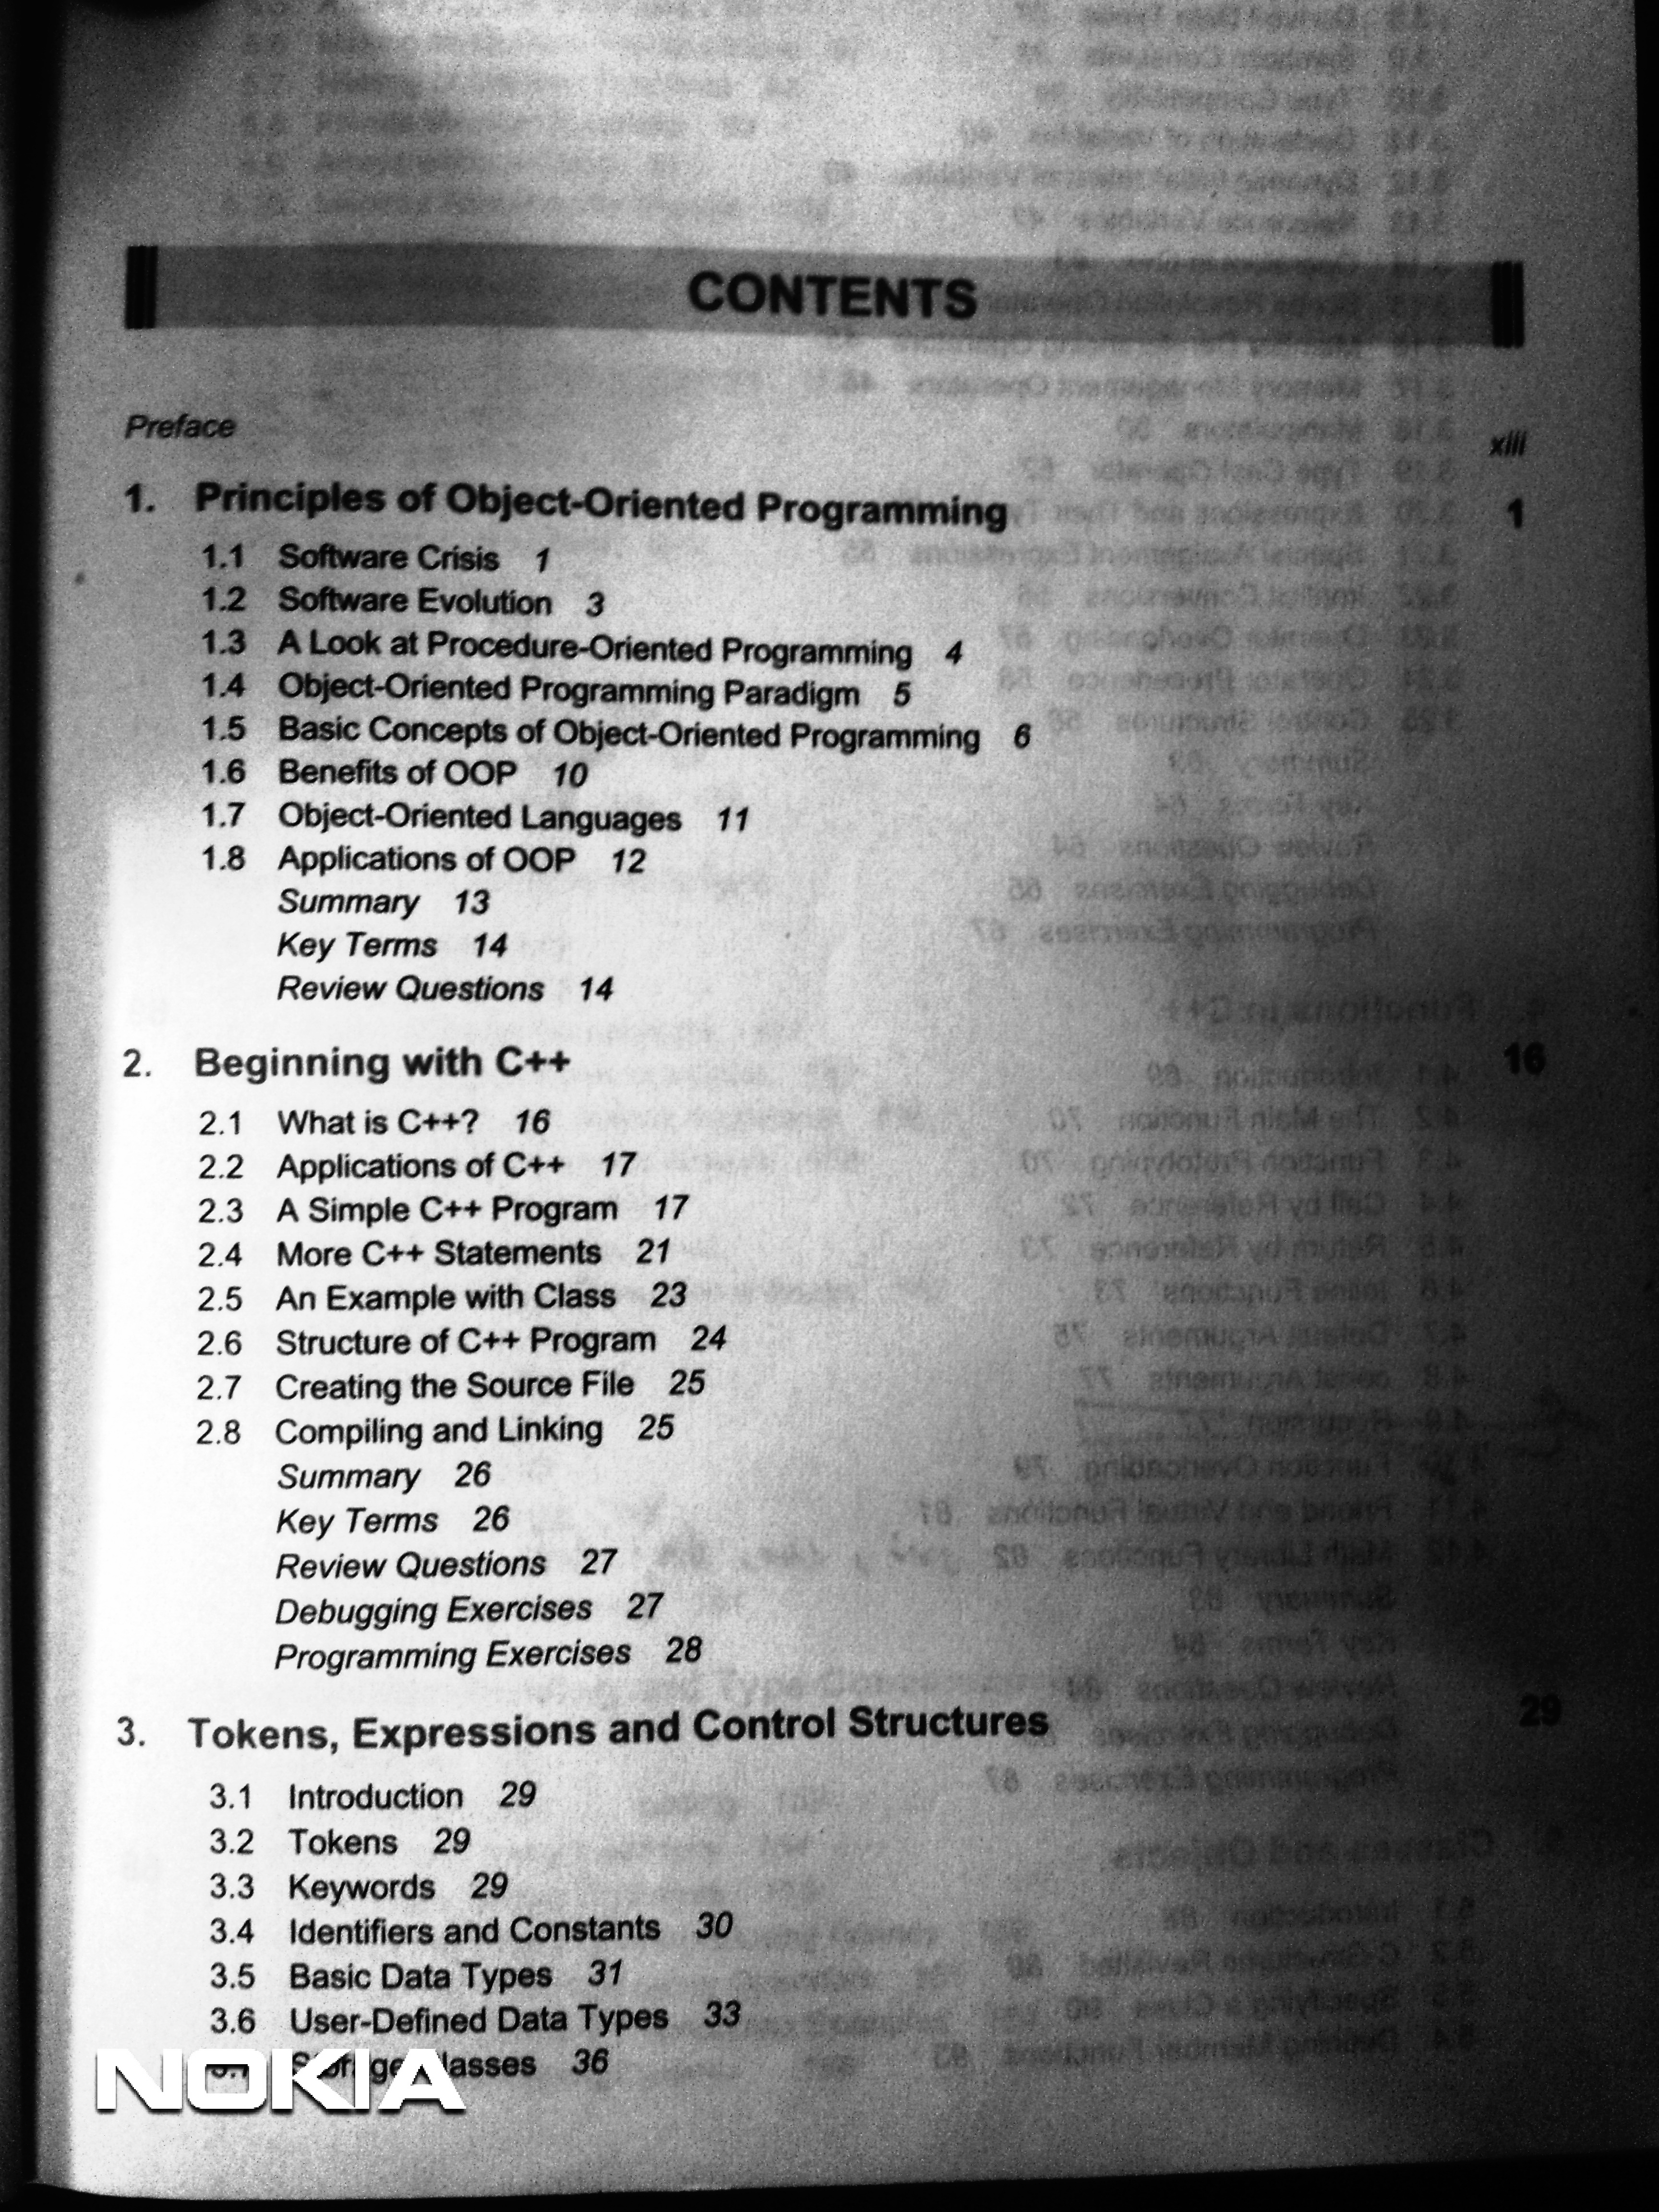 CONTENTS
Preface xiii
1. Principles of Object-Oriented Programming 1
1.1 Software Crisis 1
1.2 Software Evolution 3
1.3 A Look at Procedure-Oriented Programming 4
1.4 Object-Oriented Programming Paradigm 5
1.5 Basic Concepts of Object-Oriented Programming 6
1.6 Benefits of OOP 10
1.7 Object-Oriented Languages 11
1.8 Applications of OOP 12
Summary 13
Key Terms 14
Review Questions 14
2. Beginning with C++ 16
2.1 What is C++? 16
2.2 Applications of C++ 17
2.3 A Simple C++ Program 17
2.4 More C++ Statements 21
2.5 An Example with Class 23
2.6 Structure of C++ Program 24
2.7 Creating the Source File 25
2.8 Compiling and Linking 25
Summary 26
Key Terms 26
Review Questions 27
Debugging Exercises 27
Programming Exercises 28
3. Tokens, Expressions and Control Structures 29
3.1 Introduction 29
3.2 Tokens 29
3.3 Keywords 29
3.4 Identifiers and Constants 30
3.5 Basic Data Types 31
3.6 User-Defined Data Types 33
3.7 Storage Classes 36
NOKIA